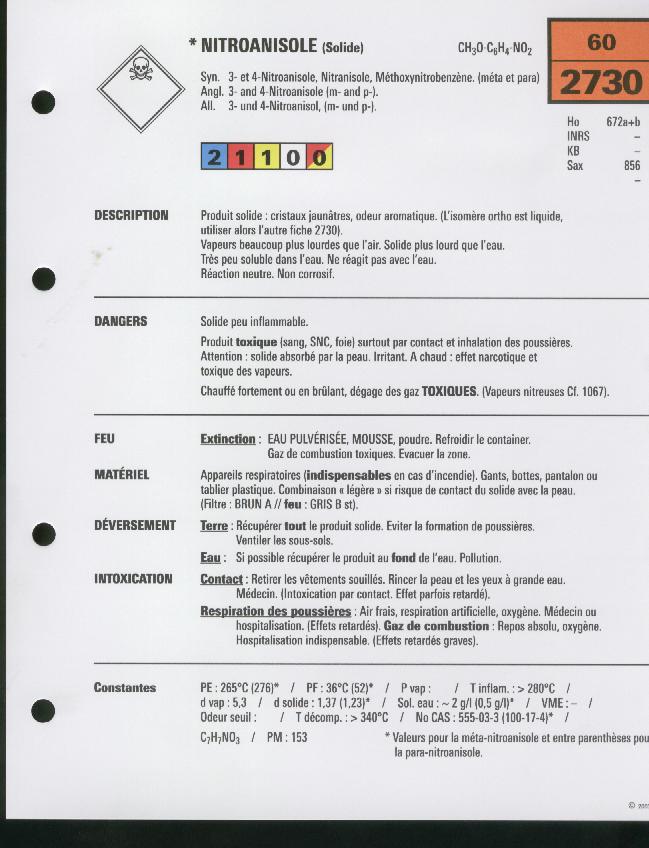 * NITROANISOLE (Solide) CH3O-C6H4-NO2
60
2730
Syn. 3- et 4-Nitroanisole, Nitranisole, Méthoxynitrobenzène. (méta et para)
Angl. 3- and 4-Nitroanisole (m- and p-).
All. 3- und 4-Nitroanisol, (m- und p-).
Ho 672a+b
INRS –
KB –
Sax 856
–
2 1 1 0 0
DESCRIPTION Produit solide : cristaux jaunâtres, odeur aromatique. (L'isomère ortho est liquide,
utiliser alors l'autre fiche 2730).
Vapeurs beaucoup plus lourdes que l'air. Solide plus lourd que l'eau.
Très peu soluble dans l'eau. Ne réagit pas avec l'eau.
Réaction neutre. Non corrosif.
DANGERS Solide peu inflammable.
Produit toxique (sang, SNC, foie) surtout par contact et inhalation des poussières.
Attention : solide absorbé par la peau. Irritant. A chaud : effet narcotique et
toxique des vapeurs.
Chauffé fortement ou en brûlant, dégage des gaz TOXIQUES. (Vapeurs nitreuses Cf. 1067).
FEU Extinction : EAU PULVÉRISÉE, MOUSSE, poudre. Refroidir le container.
Gaz de combustion toxiques. Evacuer la zone.
MATÉRIEL Appareils respiratoires (indispensables en cas d'incendie). Gants, bottes, pantalon ou
tablier plastique. Combinaison « légère » si risque de contact du solide avec la peau.
(Filtre : BRUN A // feu : GRIS B st).
DÉVERSEMENT Terre : Récupérer tout le produit solide. Eviter la formation de poussières.
Ventiler les sous-sols.
Eau : Si possible récupérer le produit au fond de l'eau. Pollution.
INTOXICATION Contact : Retirer les vêtements souillés. Rincer la peau et les yeux à grande eau.
Médecin. (Intoxication par contact. Effet parfois retardé).
Respiration des poussières : Air frais, respiration artificielle, oxygène. Médecin ou
hospitalisation. (Effets retardés). Gaz de combustion : Repos absolu, oxygène.
Hospitalisation indispensable. (Effets retardés graves).
Constantes PE : 265°C (276)* / PF : 36°C (52)* / P vap : / T inflam. : > 280°C /
d vap : 5,3 / d solide : 1,37 (1,23)* / Sol. eau : ~ 2 g/l (0,5 g/l)* / VME : – /
Odeur seuil : / T décomp. : > 340°C / No CAS : 555-03-3 (100-17-4)* /
C7H7NO3 / PM : 153 * Valeurs pour la méta-nitroanisole et entre parenthèses pou
la para-nitroanisole.
©